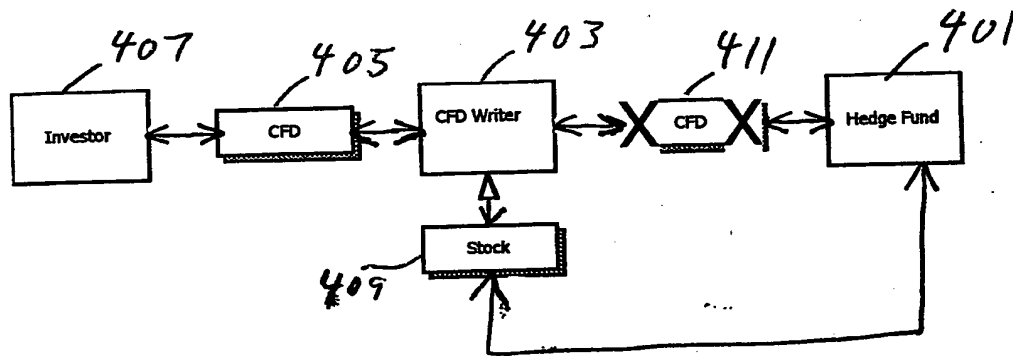 407
405
403
411
401
Investor
CFD
CFD Writer
CFD
Hedge Fund
Stock
409